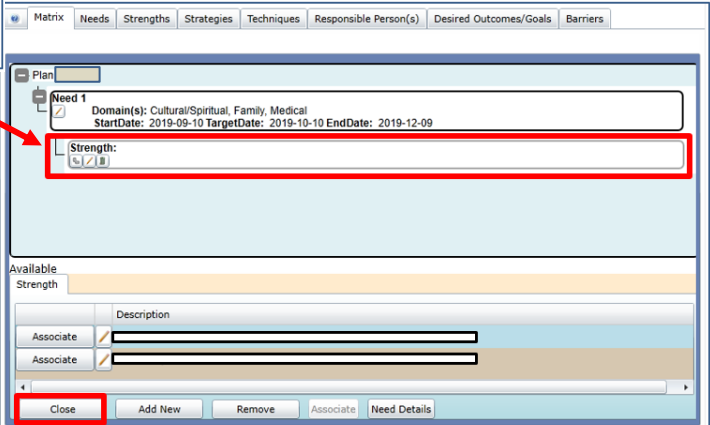 Matrix Needs Strengths Strategies Techniques Responsible Person(s) Desired Outcomes/Goals Barriers
Plan
Need 1
Domain(s): Cultural/Spiritual, Family, Medical
StartDate: 2019-09-10 TargetDate: 2019-10-10 EndDate: 2019-12-09
Strength:
Available
Strength
Description
Associate
Associate
Close Add New Remove Associate Need Details